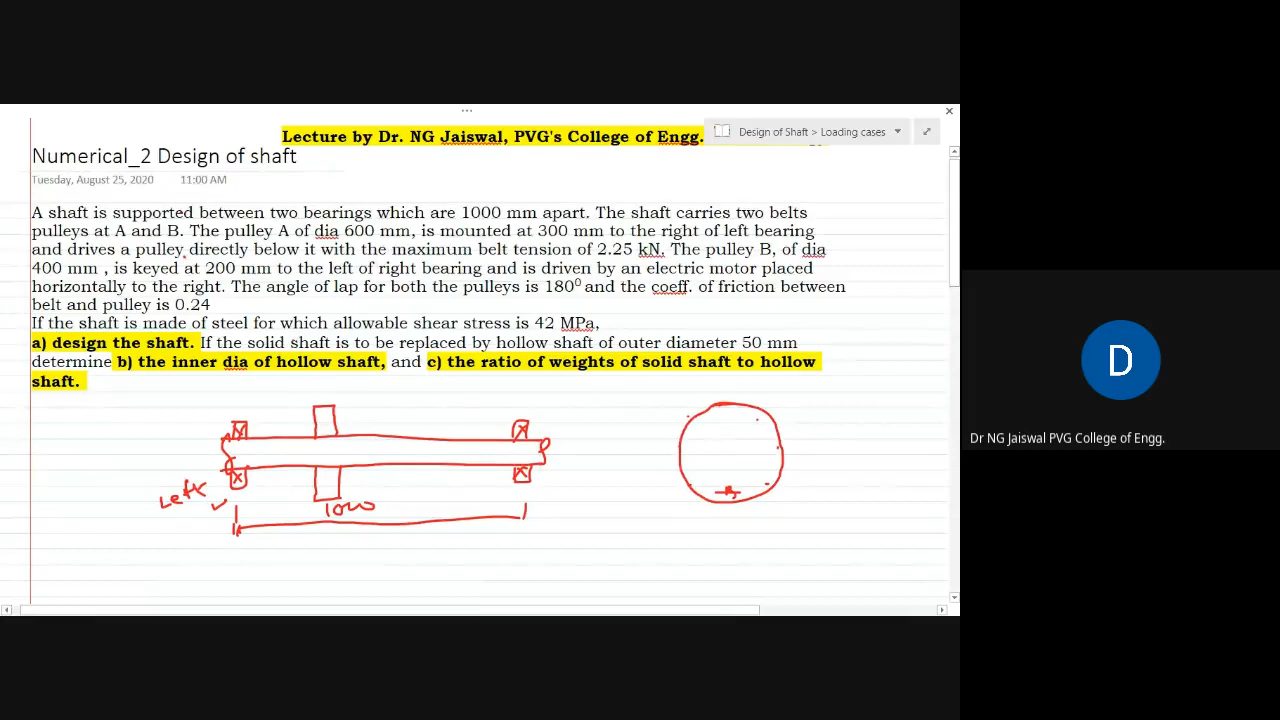 Lecture by Dr. NG Jaiswal, PVG's College of Engg.
Design of Shaft > Loading cases
Numerical_2 Design of shaft
Tuesday, August 25, 2020 11:00 AM
A shaft is supported between two bearings which are 1000 mm apart. The shaft carries two belts
pulleys at A and B. The pulley A of dia 600 mm, is mounted at 300 mm to the right of left bearing
and drives a pulley directly below it with the maximum belt tension of 2.25 kN. The pulley B, of dia
400 mm , is keyed at 200 mm to the left of right bearing and is driven by an electric motor placed
horizontally to the right. The angle of lap for both the pulleys is 180⁰ and the coeff. of friction between
belt and pulley is 0.24
If the shaft is made of steel for which allowable shear stress is 42 MPa,
a) design the shaft. If the solid shaft is to be replaced by hollow shaft of outer diameter 50 mm
determine b) the inner dia of hollow shaft, and c) the ratio of weights of solid shaft to hollow
shaft.
Left
1000
D
Dr NG Jaiswal PVG College of Engg.